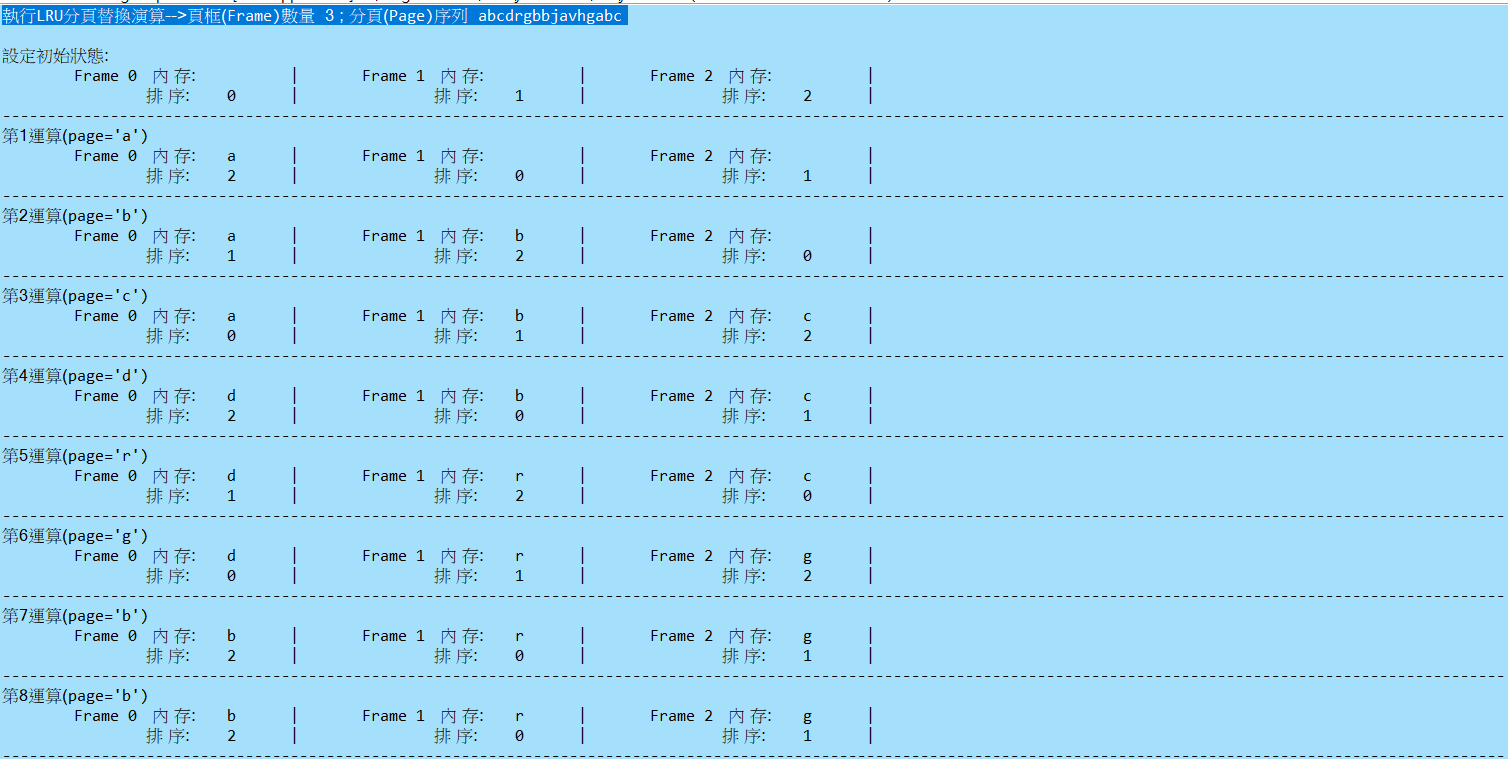 執行LRU分頁替換演算-->頁框(Frame)數量 3；分頁(Page)序列 abcdrgbbjavhgabc
設定初始狀態:
Frame 0 內存: | Frame 1 內存: | Frame 2 內存: |
排序: 0 | 排序: 1 | 排序: 2 |
第1運算(page='a')
Frame 0 內存: a | Frame 1 內存: | Frame 2 內存: |
排序: 2 | 排序: 0 | 排序: 1 |
第2運算(page='b')
Frame 0 內存: a | Frame 1 內存: b | Frame 2 內存: |
排序: 1 | 排序: 2 | 排序: 0 |
第3運算(page='c')
Frame 0 內存: a | Frame 1 內存: b | Frame 2 內存: c |
排序: 0 | 排序: 1 | 排序: 2 |
第4運算(page='d')
Frame 0 內存: d | Frame 1 內存: b | Frame 2 內存: c |
排序: 2 | 排序: 0 | 排序: 1 |
第5運算(page='r')
Frame 0 內存: d | Frame 1 內存: r | Frame 2 內存: c |
排序: 1 | 排序: 2 | 排序: 0 |
第6運算(page='g')
Frame 0 內存: d | Frame 1 內存: r | Frame 2 內存: g |
排序: 0 | 排序: 1 | 排序: 2 |
第7運算(page='b')
Frame 0 內存: b | Frame 1 內存: r | Frame 2 內存: g |
排序: 2 | 排序: 0 | 排序: 1 |
第8運算(page='b')
Frame 0 內存: b | Frame 1 內存: r | Frame 2 內存: g |
排序: 2 | 排序: 0 | 排序: 1 |